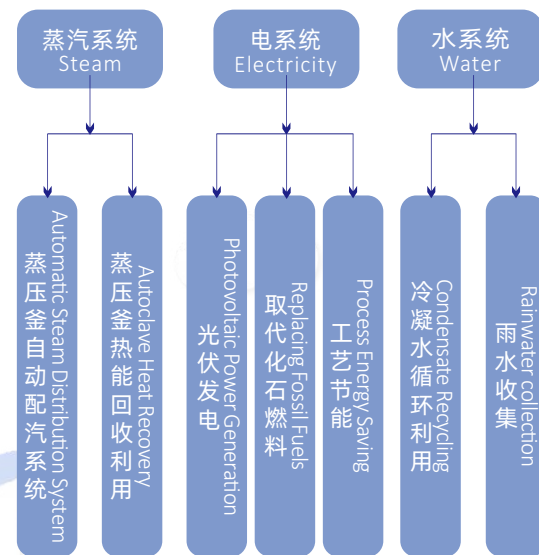 蒸汽系统
Steam
电系统
Electricity
水系统
Water
蒸压釜自动配汽系统
Automatic Steam Distribution System
蒸压釜热能回收利用
Autoclave Heat Recovery
光伏发电
Photovoltaic Power Generation
取代化石燃料
Replacing Fossil Fuels
工艺节能
Process Energy Saving
冷凝水循环利用
Condensate Recycling
雨水收集
Rainwater collection